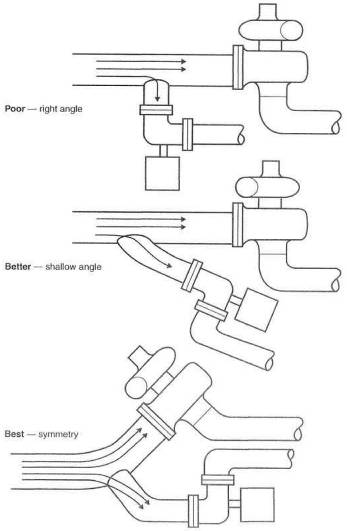 Poor — right angle
Better — shallow angle
Best — symmetry